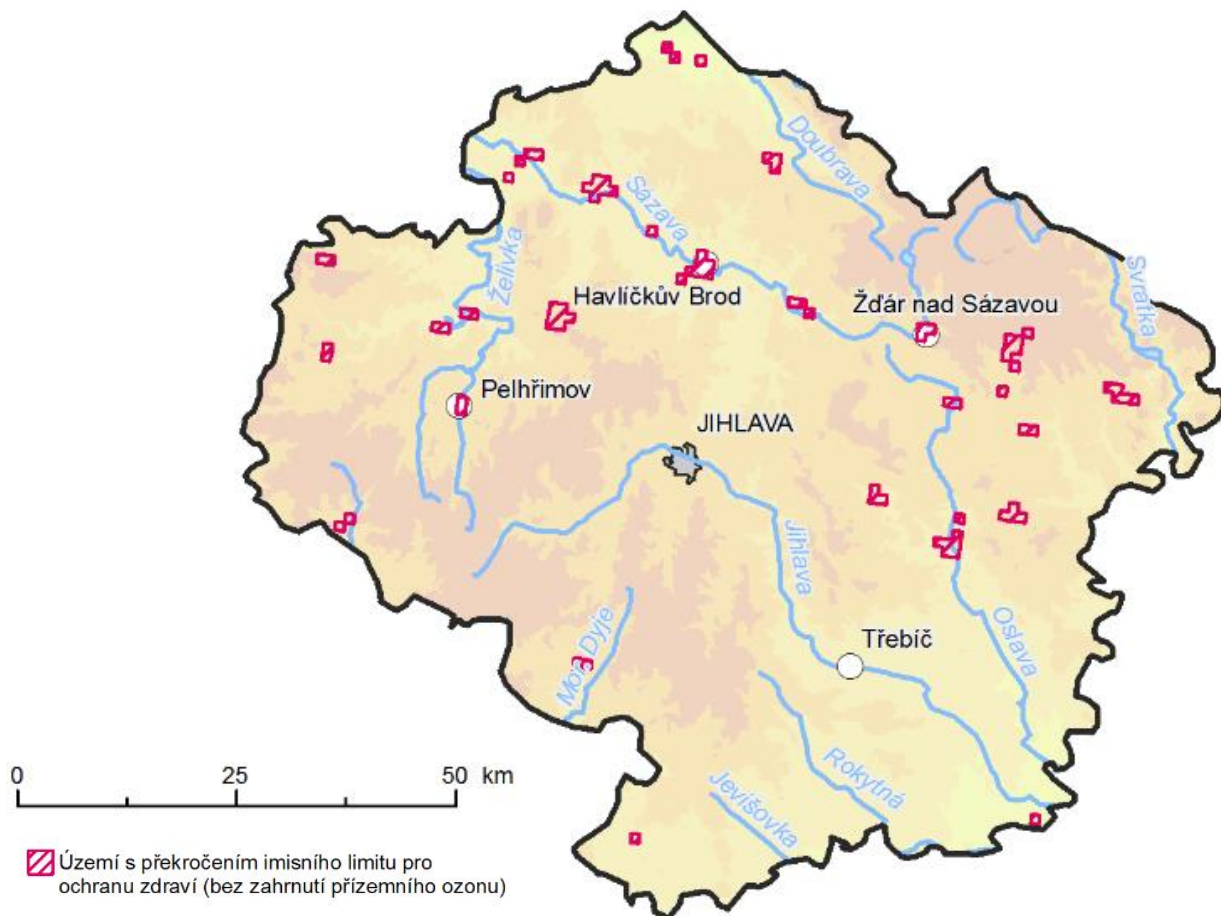 Doubrava
Sázava
Želivka
Svratka
Havlíčkův Brod
Žďár nad Sázavou
Pelhřimov
JIHLAVA
Jihlava
Třebíč
Oslava
Mor. Dyje
Rokytná
Jevišovka
0 25 50 km
Území s překročením imisního limitu pro
ochranu zdraví (bez zahrnutí přízemního ozonu)